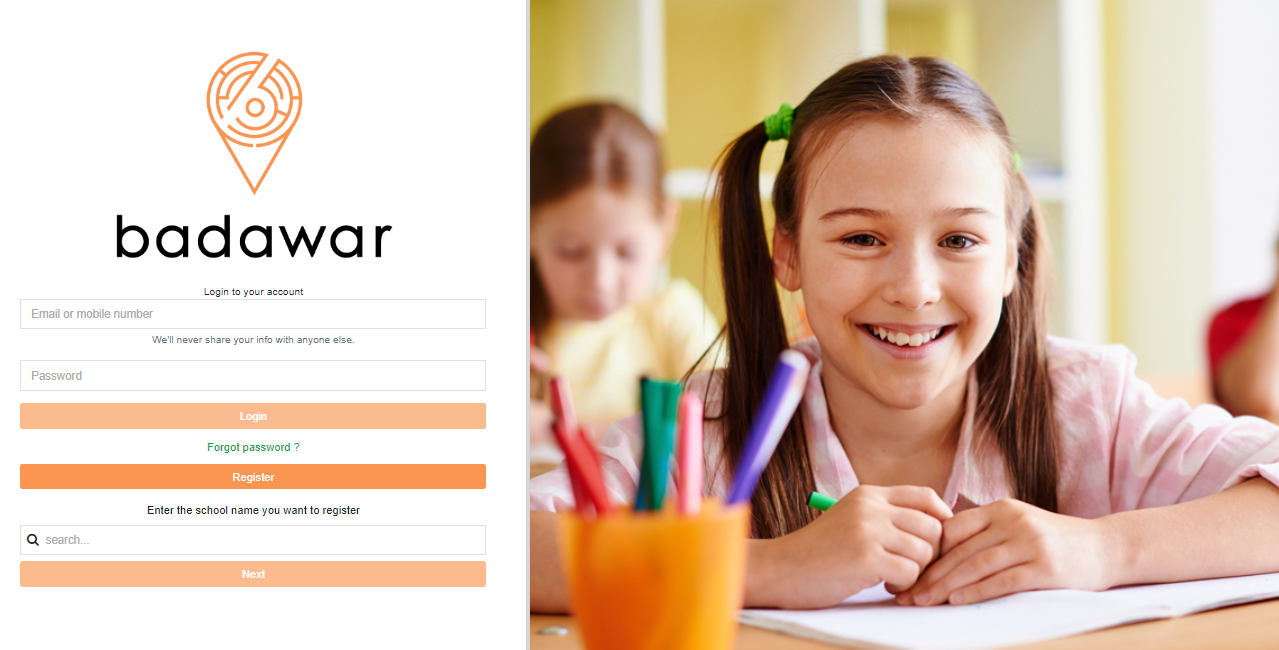 badawar
Login to your account
Email or mobile number
We'll never share your info with anyone else.
Password
Login
Forgot password ?
Register
Enter the school name you want to register
search...
Next